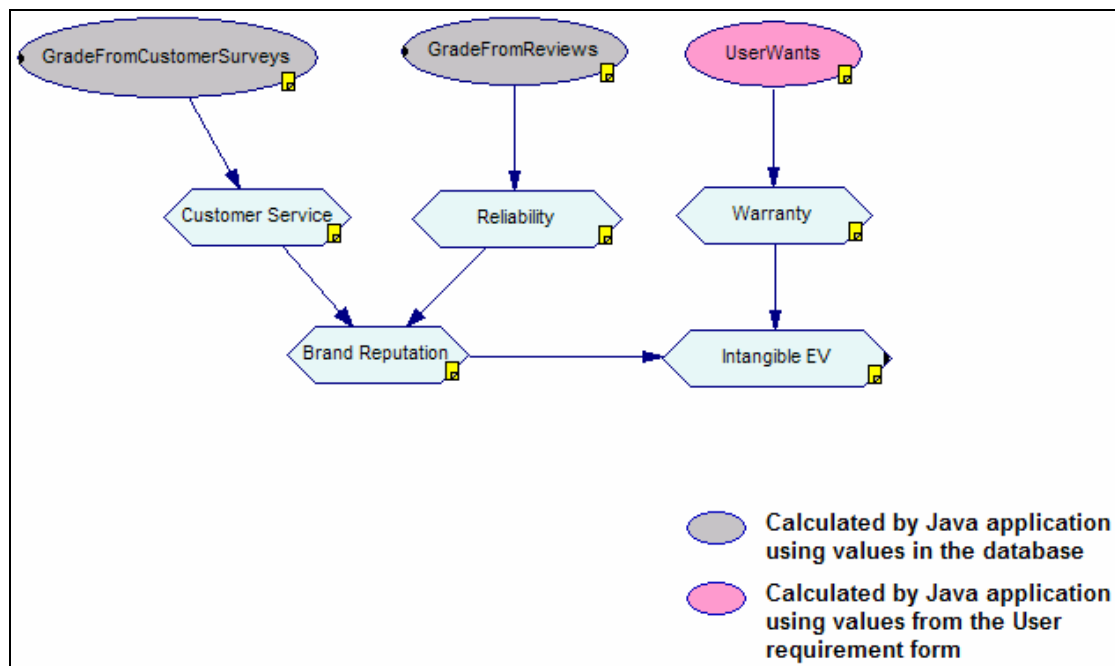 GradeFromCustomerSurveys
GradeFromReviews
UserWants
Customer Service
Reliability
Warranty
Brand Reputation
Intangible EV
Calculated by Java application
using values in the database
Calculated by Java application
using values from the User
requirement form